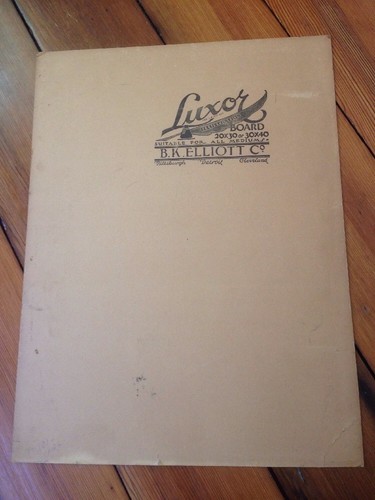 Luxor
BOARD
20X30 or 30X40
SUITABLE FOR ALL MEDIUMS
B.K. ELLIOTT Co
Pittsburgh Detroit Cleveland